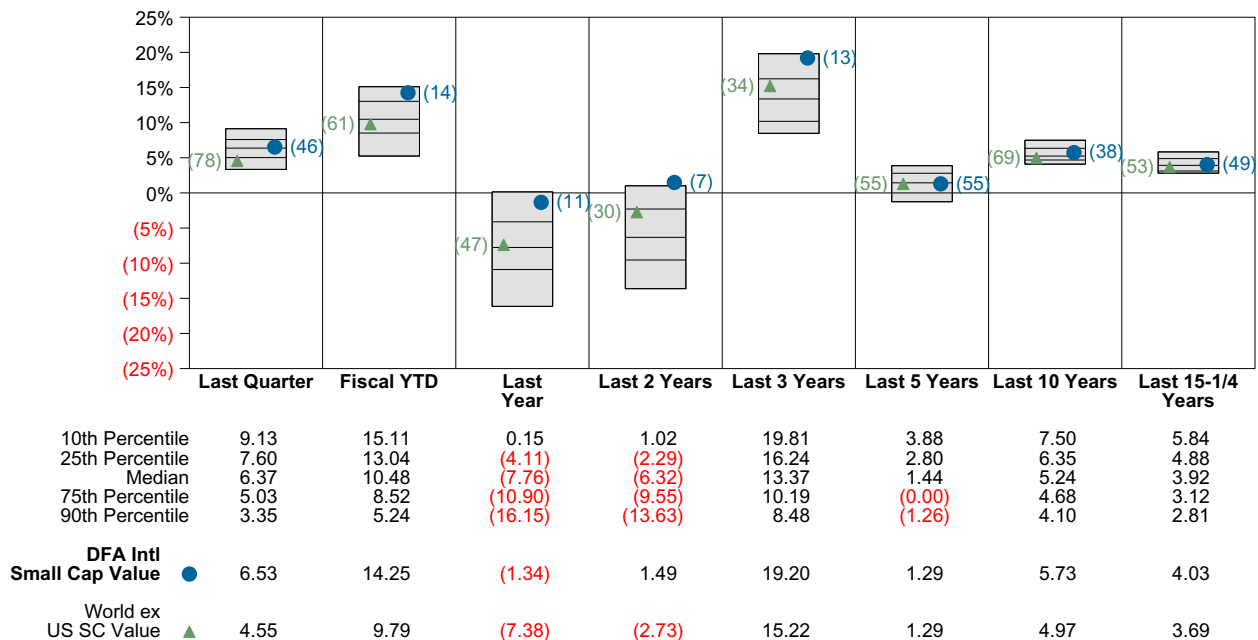 25%
20%
15%
10%
5%
0%
(5%)
(10%)
(15%)
(20%)
(25%)
(78) (46)
(61) (14)
(47) (11)
(30) (7)
(34) (13)
(55) (55)
(69) (38)
(53) (49)
Last Quarter Fiscal YTD Last Year Last 2 Years Last 3 Years Last 5 Years Last 10 Years Last 15-1/4 Years
10th Percentile 9.13 15.11 0.15 1.02 19.81 3.88 7.50 5.84
25th Percentile 7.60 13.04 (4.11) (2.29) 16.24 2.80 6.35 4.88
Median 6.37 10.48 (7.76) (6.32) 13.37 1.44 5.24 3.92
75th Percentile 5.03 8.52 (10.90) (9.55) 10.19 (0.00) 4.68 3.12
90th Percentile 3.35 5.24 (16.15) (13.63) 8.48 (1.26) 4.10 2.81
DFA Intl
Small Cap Value 6.53 14.25 (1.34) 1.49 19.20 1.29 5.73 4.03
World ex
US SC Value 4.55 9.79 (7.38) (2.73) 15.22 1.29 4.97 3.69